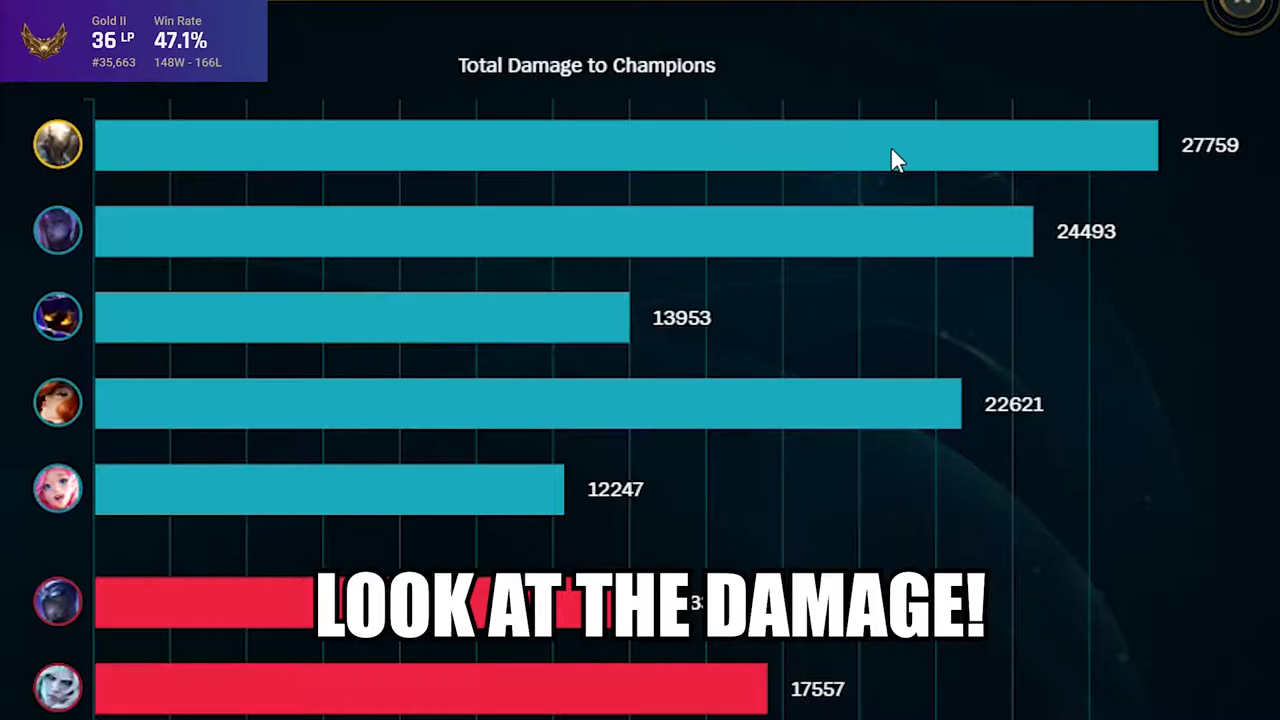 Gold II Win Rate
36 LP 47.1%
#35,663 148W - 166L
Total Damage to Champions
27759
24493
13953
22621
12247
LOOK AT THE DAMAGE!
17557